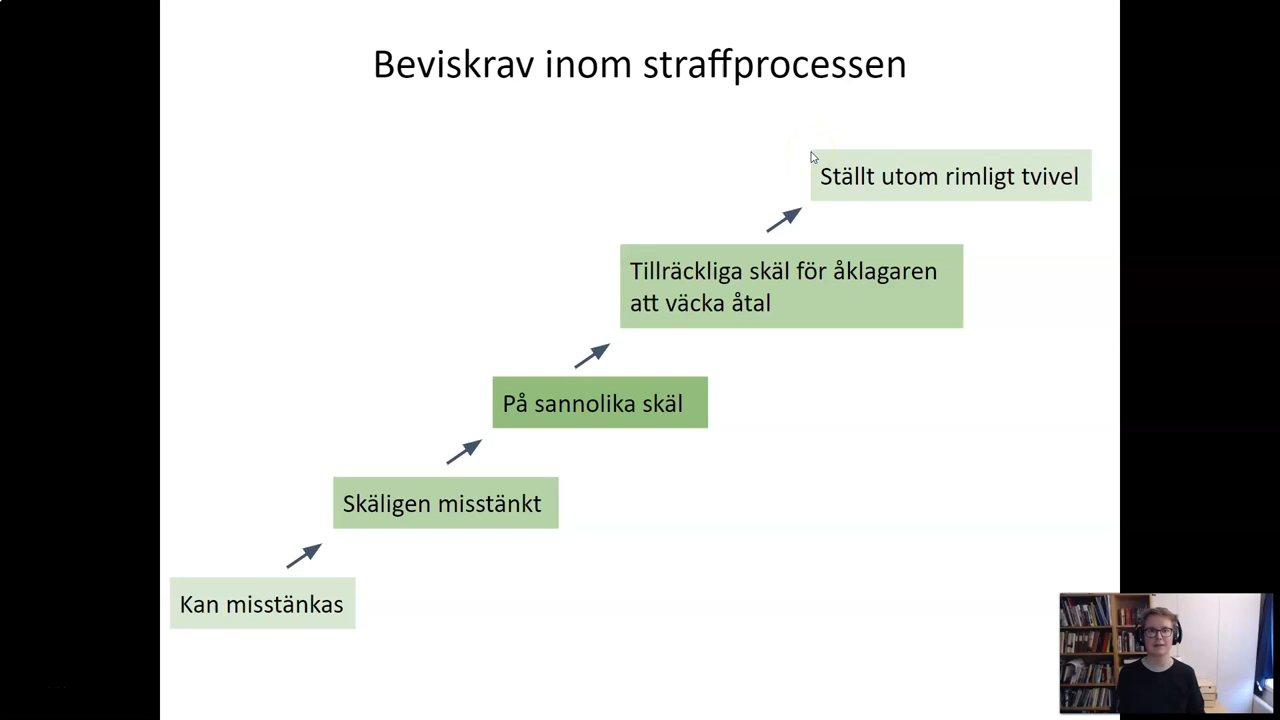 Beviskrav inom straffprocessen
Ställt utom rimligt tvivel
Tillräckliga skäl för åklagaren
att väcka åtal
På sannolika skäl
Skäligen misstänkt
Kan misstänkas